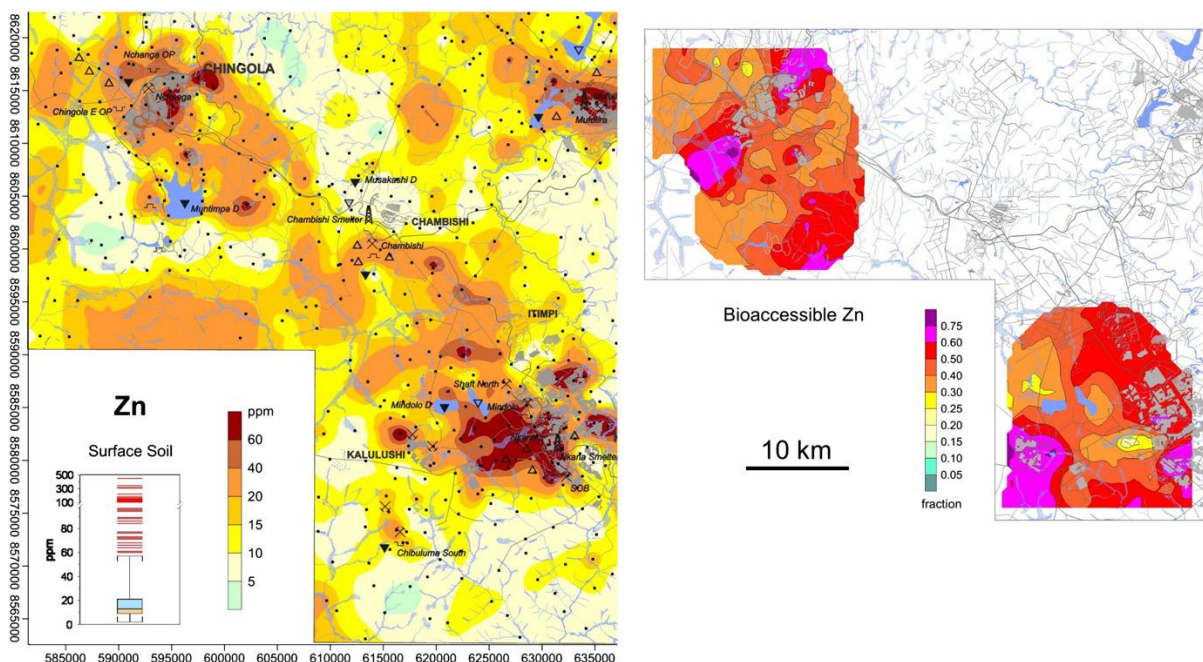 8620000
8615000
8610000
8605000
8600000
8595000
8590000
8585000
8580000
8575000
8570000
8565000
Nchanga OP
CHINGOLA
Nchanga
Chingola E OP
Mufulira
Musakashi D
Muntimpa D
Chambishi Smelter
CHAMBISHI
Chambishi
ITIMPI
Shaft North
Mindolo D
Mindolo
Nkana
KALULUSHI
Nkana Smelter
SOB
Chibuluma South
Zn
Surface Soil
500
300
100
80
60
40
20
0
ppm
ppm
60
40
20
15
10
5
585000 590000 595000 600000 605000 610000 615000 620000 625000 630000 635000
Bioaccessible Zn
0.75
0.60
0.50
0.40
0.30
0.25
0.20
0.15
0.10
0.05
fraction
10 km